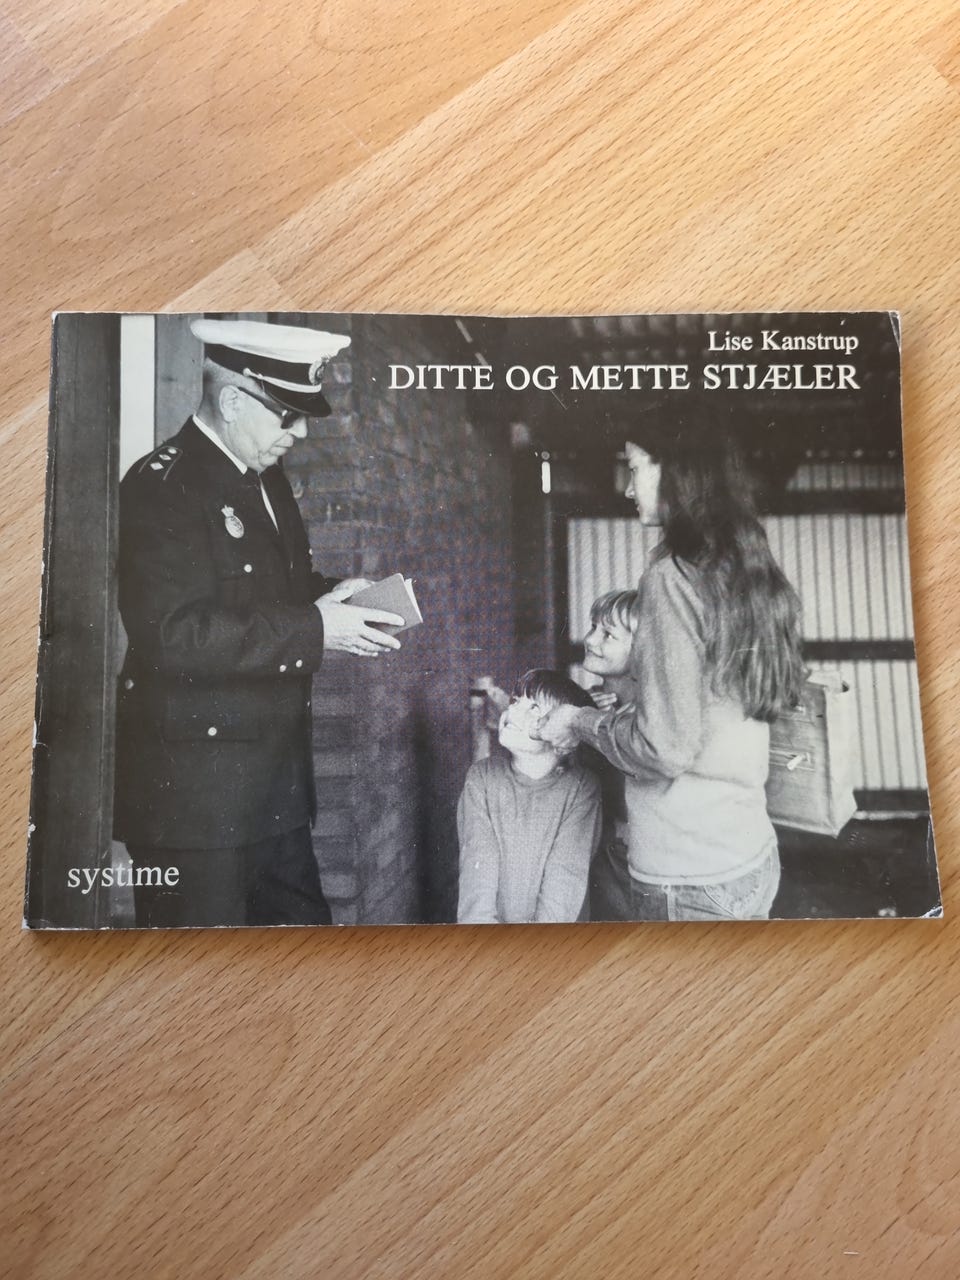 Lise Kanstrup
DITTE OG METTE STJÆLER
systime